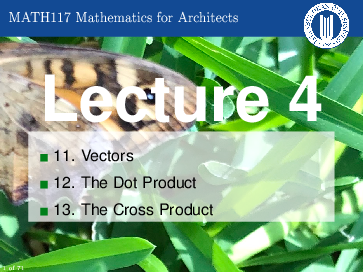 MATH117 Mathematics for Architects
Lecture 4
11. Vectors
12. The Dot Product
13. The Cross Product
1 of 71